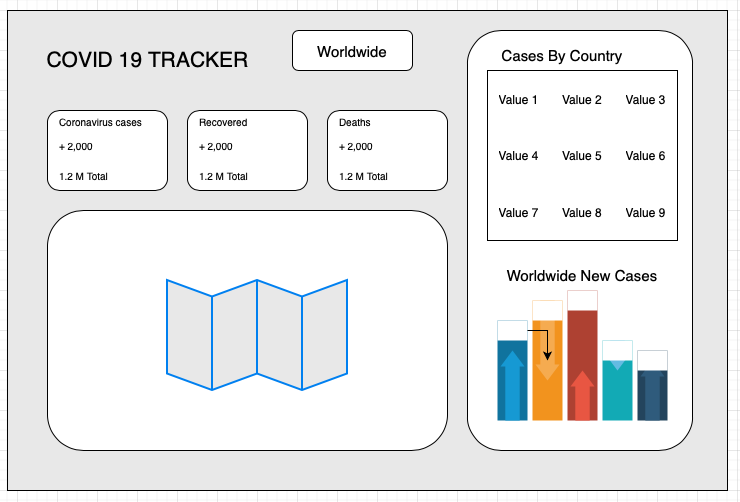 COVID 19 TRACKER
Worldwide
Coronavirus cases
+ 2,000
1.2 M Total
Recovered
+ 2,000
1.2 M Total
Deaths
+ 2,000
1.2 M Total
Cases By Country
Value 1 Value 2 Value 3
Value 4 Value 5 Value 6
Value 7 Value 8 Value 9
Worldwide New Cases